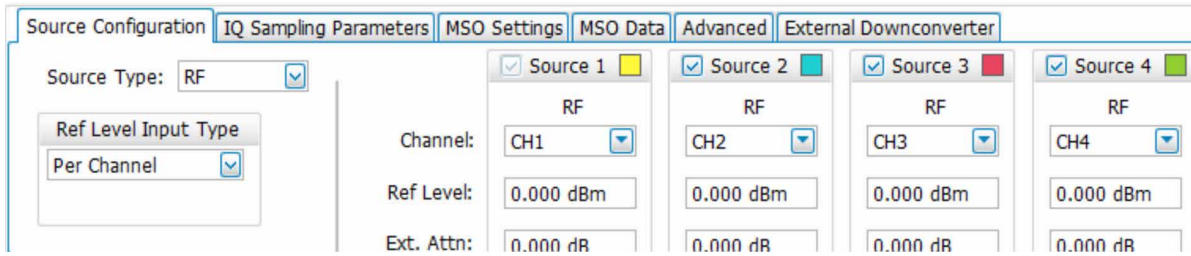 Source Configuration IQ Sampling Parameters MSO Settings MSO Data Advanced External Downconverter
Source Type: RF
Source 1 Source 2 Source 3 Source 4
RF RF RF RF
Ref Level Input Type
Per Channel
Channel: CH1 CH2 CH3 CH4
Ref Level: 0.000 dBm 0.000 dBm 0.000 dBm 0.000 dBm
Ext. Attn: 0.000 dB 0.000 dB 0.000 dB 0.000 dB